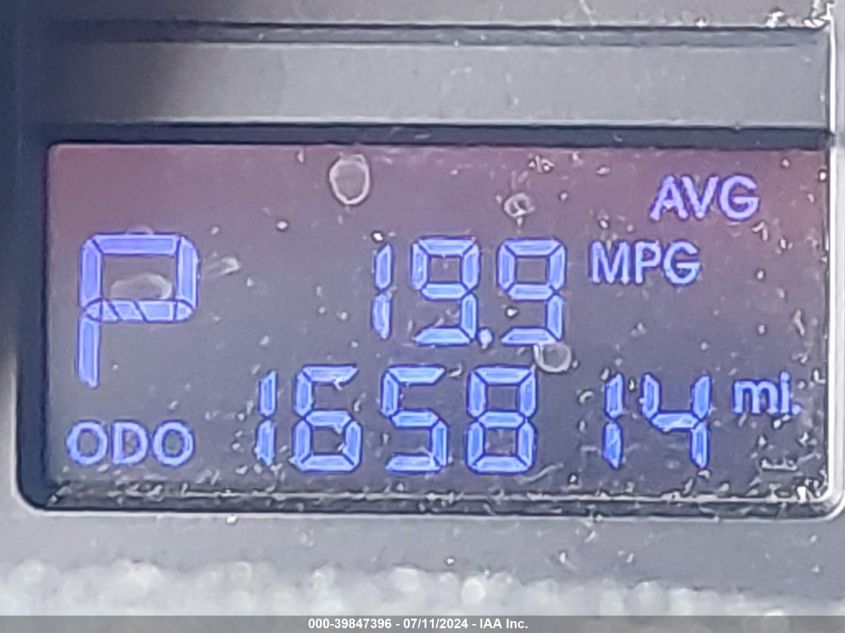 AVG
P 19.9 MPG
ODO 165814 mi.
000-39847396 - 07/11/2024 - IAA Inc.